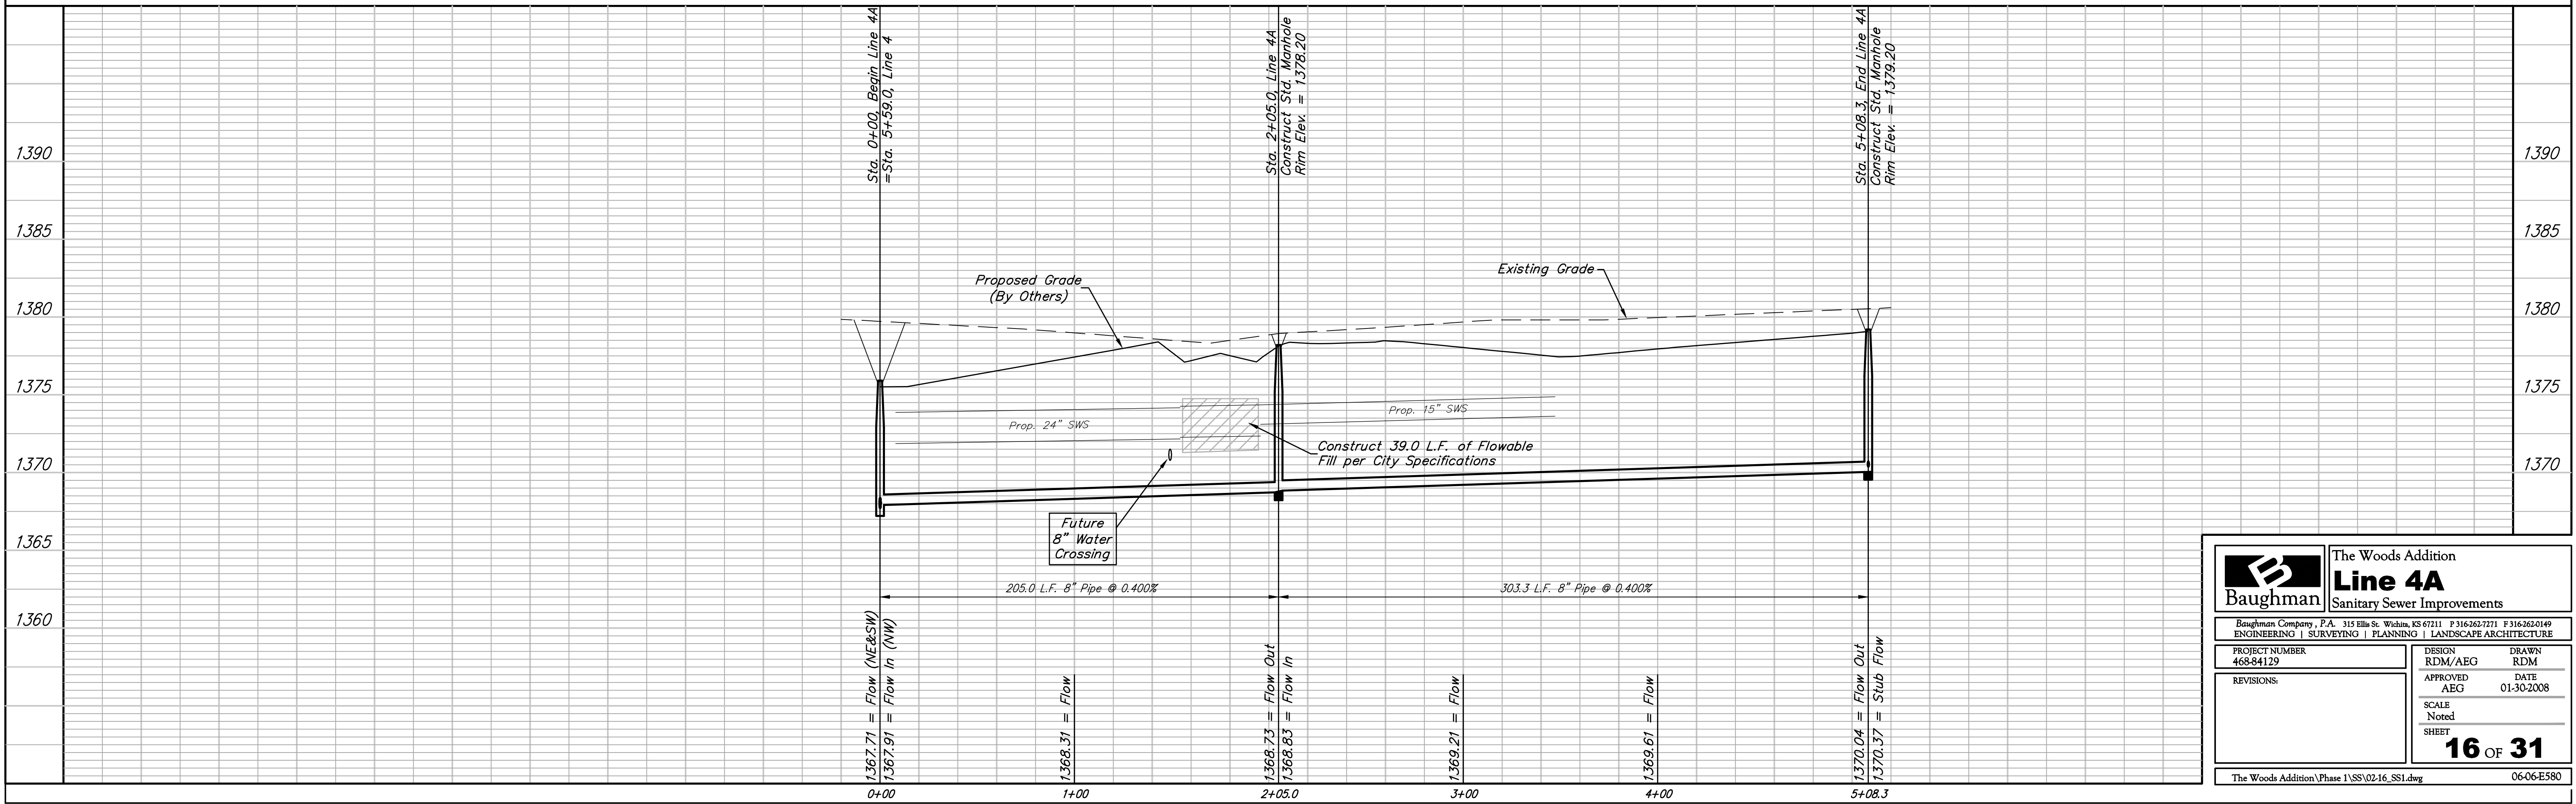 Sta. 0+00, Begin Line 4A
=Sta. 5+59.0, Line 4
Sta. 2+05.0, Line 4A
Construct Std. Manhole
Rim Elev. = 1378.20
Sta. 5+08.3, End Line 4A
Construct Std. Manhole
Rim Elev. = 1379.20
1390
1390
1385
1385
1380
1380
1375
1375
1370
1370
1365
1360
Proposed Grade
(By Others)
Existing Grade
Prop. 24" SWS
Prop. 15" SWS
Construct 39.0 L.F. of Flowable
Fill per City Specifications
Future
8" Water
Crossing
205.0 L.F. 8" Pipe @ 0.400%
303.3 L.F. 8" Pipe @ 0.400%
1367.71 = Flow (NE&SW)
1367.91 = Flow In (NW)
1368.31 = Flow
1368.73 = Flow Out
1368.83 = Flow In
1369.21 = Flow
1369.61 = Flow
1370.04 = Flow Out
1370.37 = Stub Flow
0+00
1+00
2+05.0
3+00
4+00
5+08.3
B
Baughman
The Woods Addition
Line 4A
Sanitary Sewer Improvements
Baughman Company, P.A. 315 Ellis St. Wichita, KS 67211 P 316-262-7271 F 316-262-0149
ENGINEERING | SURVEYING | PLANNING | LANDSCAPE ARCHITECTURE
PROJECT NUMBER
468-84129
REVISIONS:
DESIGN
RDM/AEG
DRAWN
RDM
APPROVED
AEG
DATE
01-30-2008
SCALE
Noted
SHEET
16 OF 31
The Woods Addition\Phase 1\SS\02-16_SS1.dwg
06-06-E580